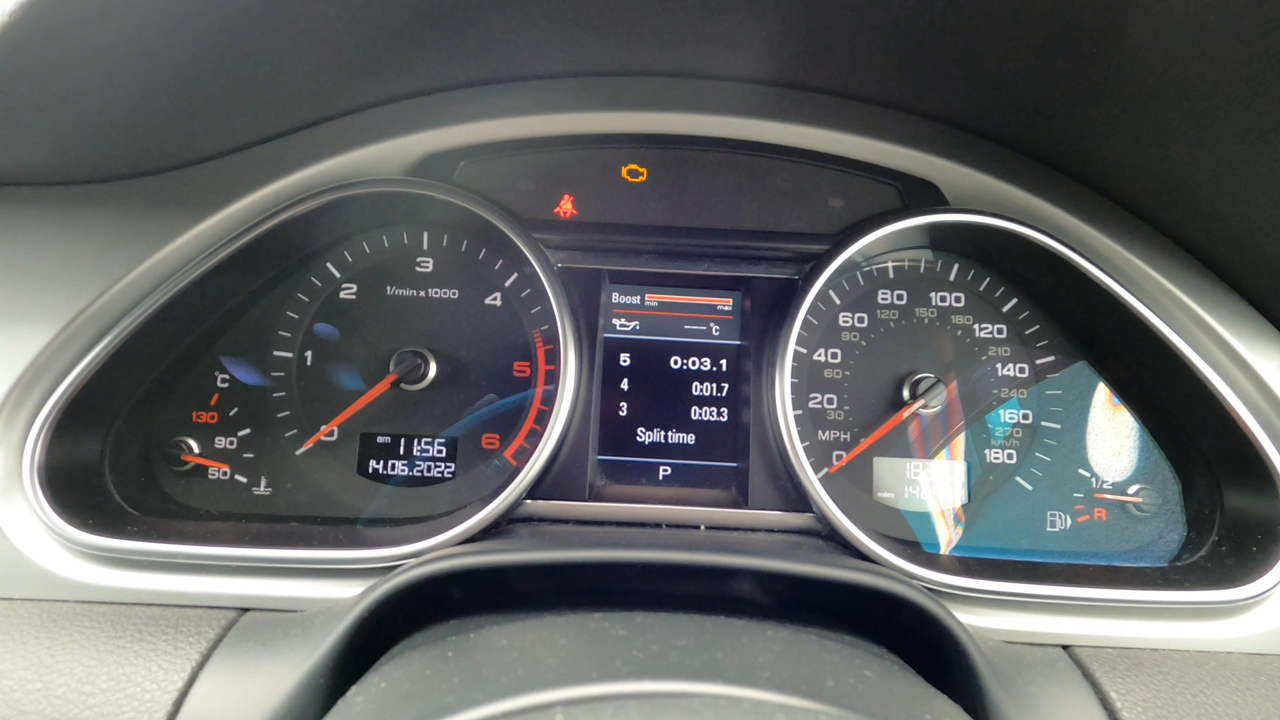 1/min x 1000
0
1
2
3
4
5
6
°C
130
90
50
am 11:56
14.06.2022
Boost
min max
--- °C
5 0:03.1
4 0:01.7
3 0:03.3
Split time
P
MPH
0
20
40
60
80
100
120
140
160
180
30
60
90
120
150
180
210
240
270
km/h
miles
1/2
R